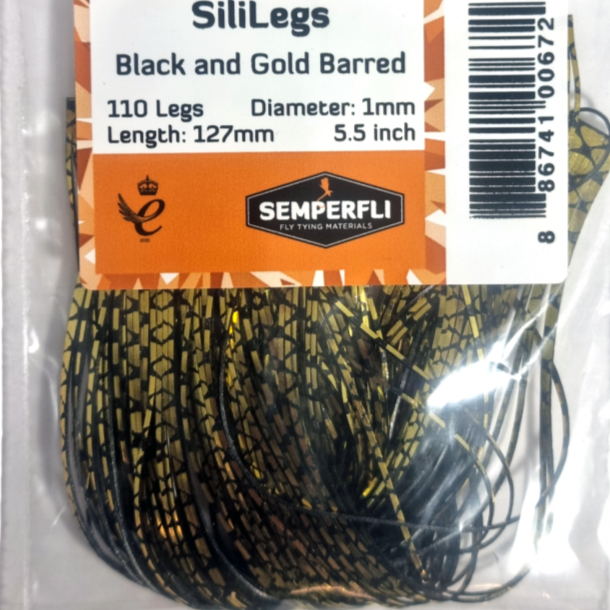 SiliLegs
Black and Gold Barred
110 Legs Diameter: 1mm
Length: 127mm 5.5 inch
SEMPERFLI
FLY TYING MATERIALS
8 86741 00672